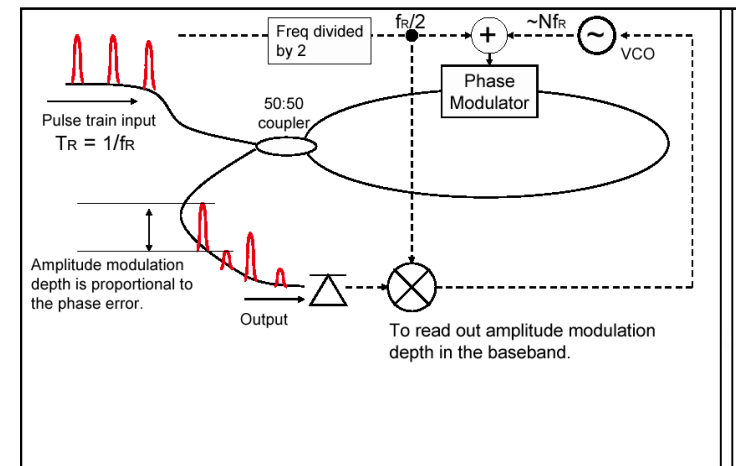 Freq divided
by 2
fR/2
+
~NfR
~
VCO
Phase
Modulator
50:50
coupler
Pulse train input
TR = 1/fR
Amplitude modulation
depth is proportional to
the phase error.
Output
To read out amplitude modulation
depth in the baseband.